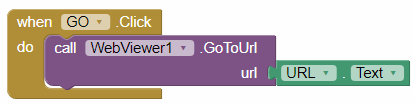 when GO .Click
do call WebViewer1 .GoToUrl
url URL . Text